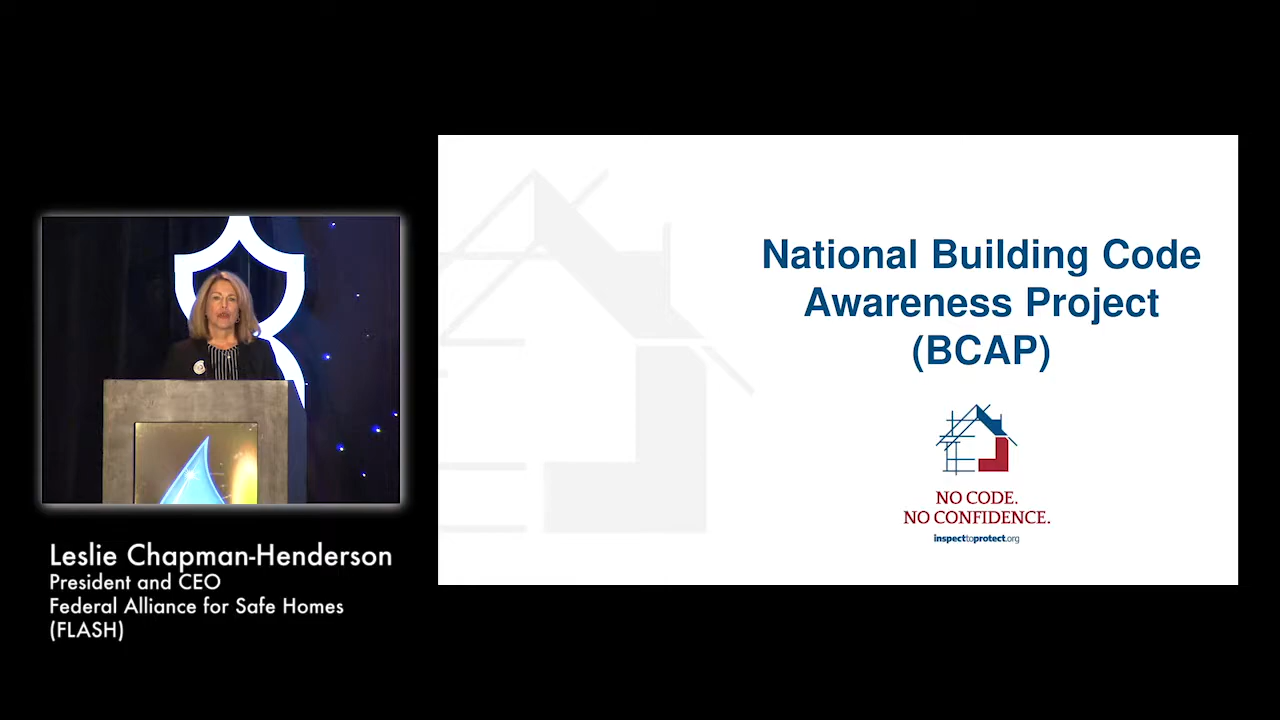 National Building Code
Awareness Project
(BCAP)
NO CODE.
NO CONFIDENCE.
inspecttoprotect.org
Leslie Chapman-Henderson
President and CEO
Federal Alliance for Safe Homes
(FLASH)